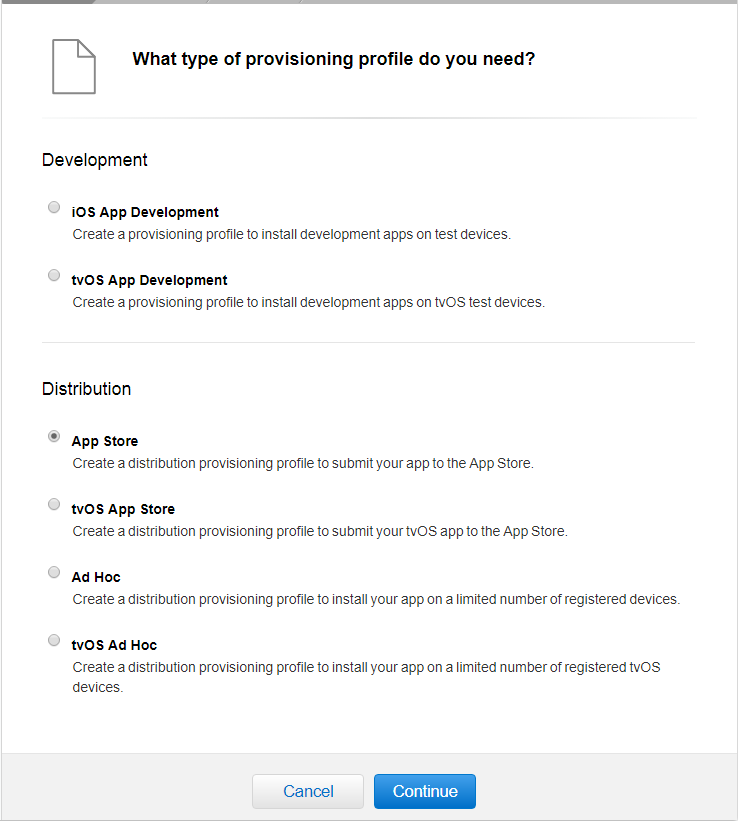 What type of provisioning profile do you need?
Development
iOS App Development
Create a provisioning profile to install development apps on test devices.
tvOS App Development
Create a provisioning profile to install development apps on tvOS test devices.
Distribution
App Store
Create a distribution provisioning profile to submit your app to the App Store.
tvOS App Store
Create a distribution provisioning profile to submit your tvOS app to the App Store.
Ad Hoc
Create a distribution provisioning profile to install your app on a limited number of registered devices.
tvOS Ad Hoc
Create a distribution provisioning profile to install your app on a limited number of registered tvOS
devices.
Cancel
Continue